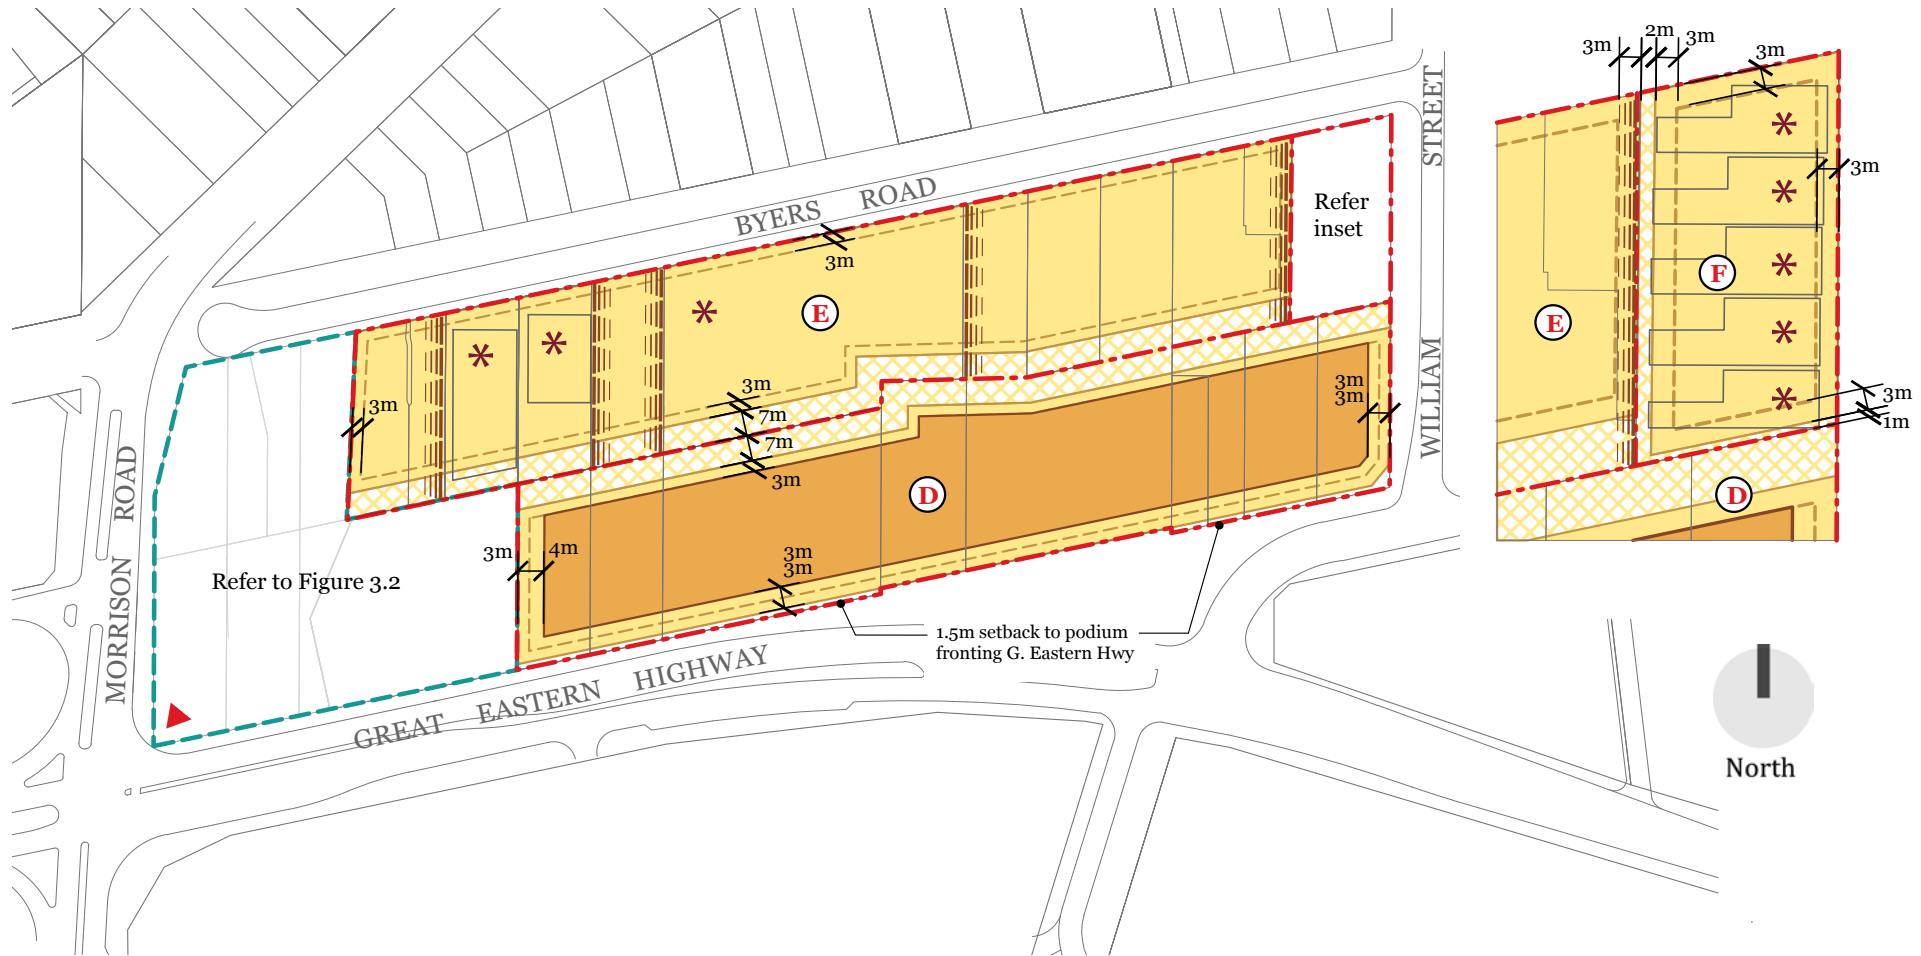 BYERS ROAD
STREET
WILLIAM
MORRISON ROAD
GREAT EASTERN HIGHWAY
3m
E
Refer
inset
3m
3m
7m
7m
3m
3m
3m
D
3m
4m
3m
3m
Refer to Figure 3.2
1.5m setback to podium
fronting G. Eastern Hwy
3m
2m
3m
3m
3m
F
E
3m
1m
D
North